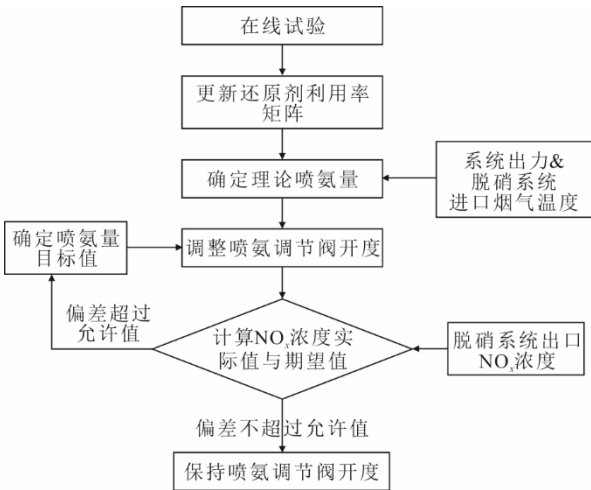 在线试验
更新还原剂利用率
矩阵
确定理论喷氨量
系统出力&
脱硝系统
进口烟气温度
确定喷氨量
目标值
调整喷氨调节阀开度
偏差超过
允许值
计算NOx浓度实
际值与期望值
脱硝系统出口
NOx浓度
偏差不超过允许值
保持喷氨调节阀开度